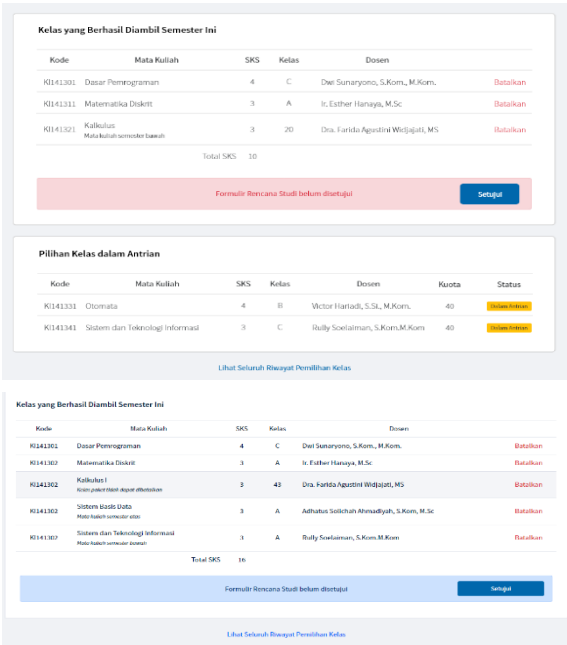 Kelas yang Berhasil Diambil Semester Ini
Kode Mata Kuliah SKS Kelas Dosen
KI141301 Dasar Pemrograman 4 C Dwi Sunaryono, S.Kom., M.Kom. Batalkan
KI141311 Matematika Diskrit 3 A Ir. Esther Hanaya, M.Sc Batalkan
KI141321 Kalkulus 3 20 Dra. Farida Agustini Widjajati, MS Batalkan
Mata kuliah semester bawah
Total SKS 10
Formulir Rencana Studi belum disetujui Setujui
Pilihan Kelas dalam Antrian
Kode Mata Kuliah SKS Kelas Dosen Kuota Status
KI141331 Otomata 4 B Victor Hariadi, S.Si., M.Kom. 40 Dalam Antrian
KI141341 Sistem dan Teknologi Informasi 3 C Rully Soelaiman, S.Kom.M.Kom 40 Dalam Antrian
Lihat Seluruh Riwayat Pemilihan Kelas
Kelas yang Berhasil Diambil Semester Ini
Kode Mata Kuliah SKS Kelas Dosen
KI141301 Dasar Pemrograman 4 C Dwi Sunaryono, S.Kom., M.Kom. Batalkan
KI141302 Matematika Diskrit 3 A Ir. Esther Hanaya, M.Sc Batalkan
KI141302 Kalkulus I 3 43 Dra. Farida Agustini Widjajati, MS Batalkan
Kelas paket tidak dapat dibatalkan
KI141302 Sistem Basis Data 3 A Adhatus Solichah Ahmadiyah, S.Kom, M.Sc Batalkan
Mata kuliah semester atas
KI141302 Sistem dan Teknologi Informasi 3 A Rully Soelaiman, S.Kom.M.Kom Batalkan
Mata kuliah semester bawah
Total SKS 16
Formulir Rencana Studi belum disetujui Setujui
Lihat Seluruh Riwayat Pemilihan Kelas